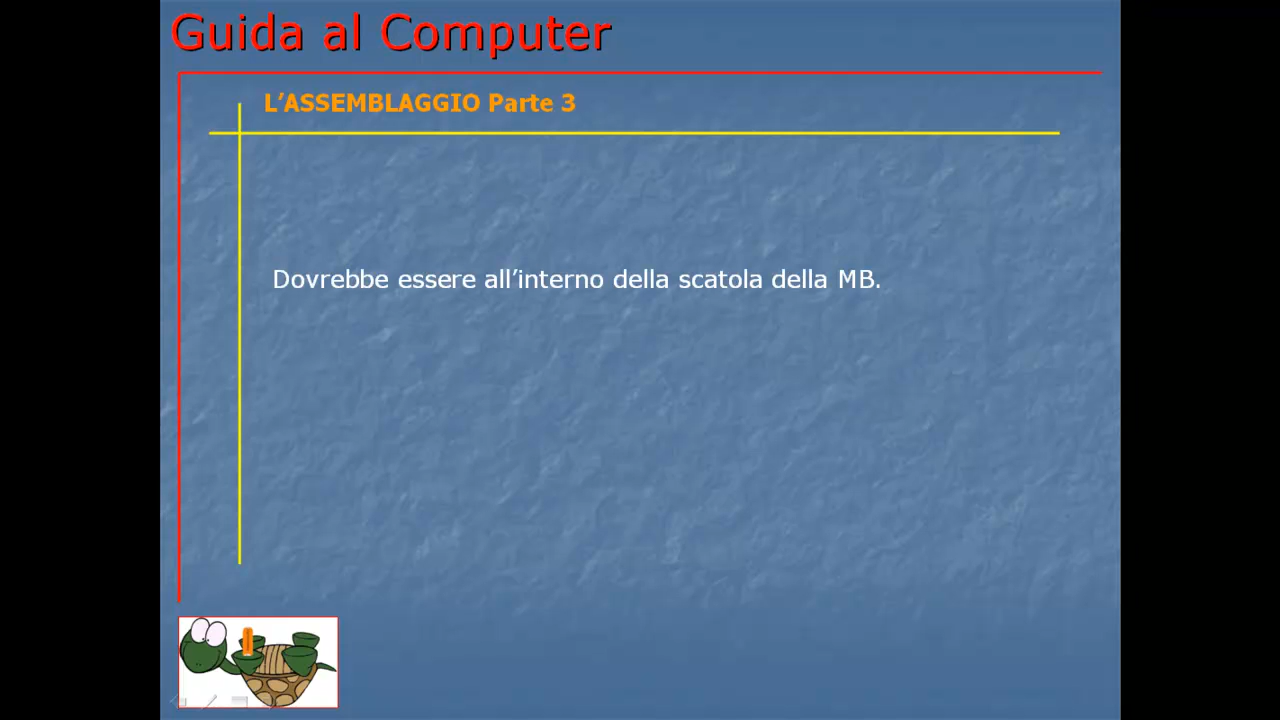 Guida al Computer
L’ASSEMBLAGGIO Parte 3
Dovrebbe essere all’interno della scatola della MB.